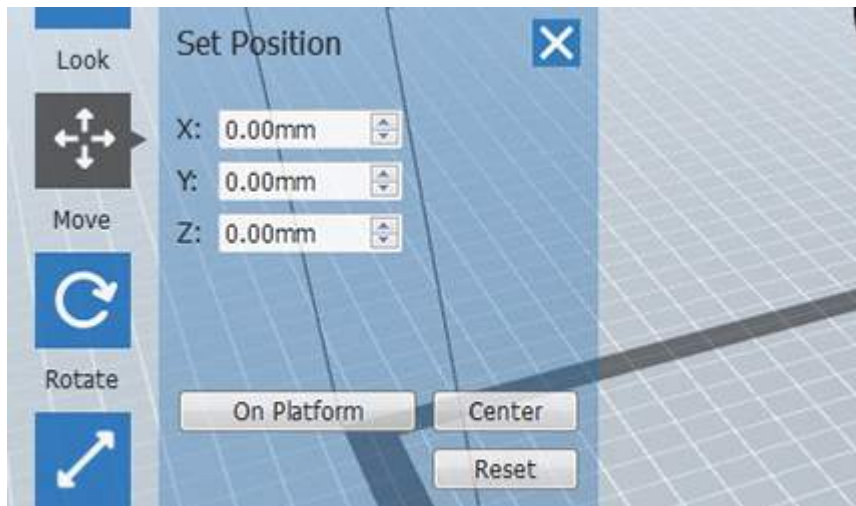 Look
Move
Rotate
Set Position
X: 0.00mm
Y: 0.00mm
Z: 0.00mm
On Platform
Center
Reset